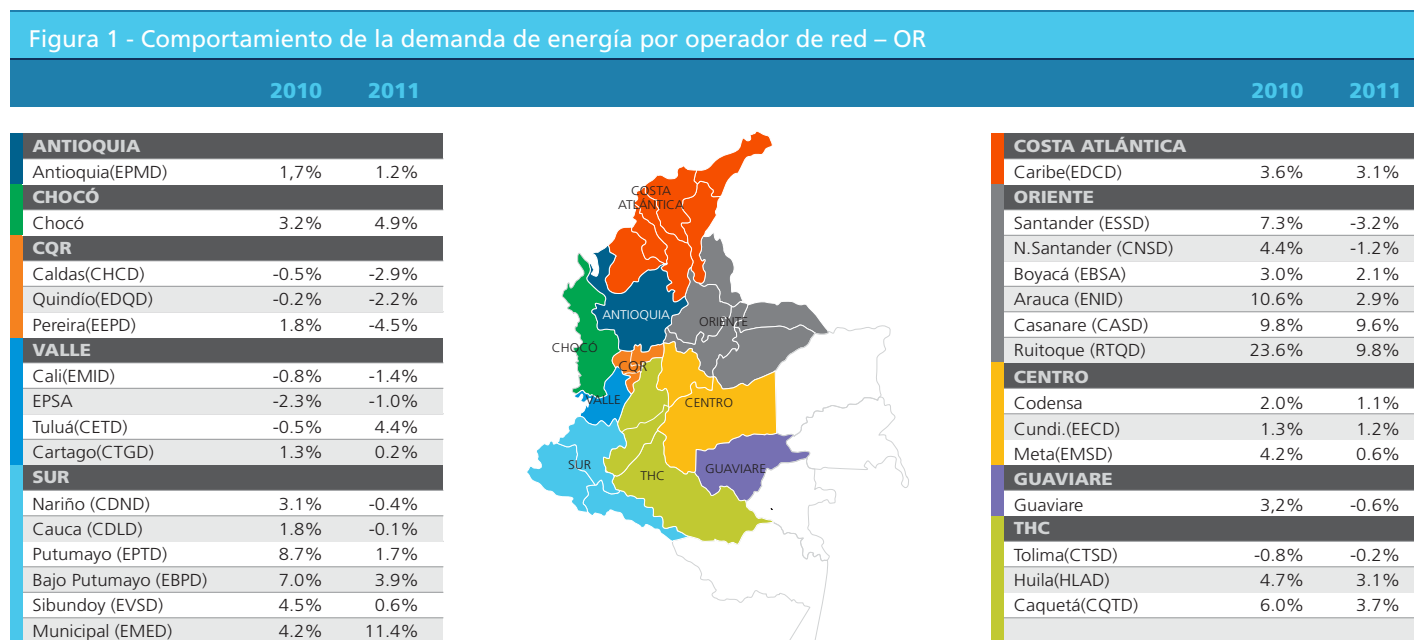 Figura 1 - Comportamiento de la demanda de energía por operador de red – OR
2010 2011
ANTIOQUIA
Antioquia(EPMD) 1,7% 1.2%
CHOCÓ
Chocó 3.2% 4.9%
CQR
Caldas(CHCD) -0.5% -2.9%
Quindío(EDQD) -0.2% -2.2%
Pereira(EEPD) 1.8% -4.5%
VALLE
Cali(EMID) -0.8% -1.4%
EPSA -2.3% -1.0%
Tuluá(CETD) -0.5% 4.4%
Cartago(CTGD) 1.3% 0.2%
SUR
Nariño (CDND) 3.1% -0.4%
Cauca (CDLD) 1.8% -0.1%
Putumayo (EPTD) 8.7% 1.7%
Bajo Putumayo (EBPD) 7.0% 3.9%
Sibundoy (EVSD) 4.5% 0.6%
Municipal (EMED) 4.2% 11.4%
COSTA
ATLÁNTICA
ANTIOQUIA
ORIENTE
CHOCÓ
CQR
VALLE
CENTRO
SUR
THC
GUAVIARE
2010 2011
COSTA ATLÁNTICA
Caribe(EDCD) 3.6% 3.1%
ORIENTE
Santander (ESSD) 7.3% -3.2%
N.Santander (CNSD) 4.4% -1.2%
Boyacá (EBSA) 3.0% 2.1%
Arauca (ENID) 10.6% 2.9%
Casanare (CASD) 9.8% 9.6%
Ruitoque (RTQD) 23.6% 9.8%
CENTRO
Codensa 2.0% 1.1%
Cundi.(EECD) 1.3% 1.2%
Meta(EMSD) 4.2% 0.6%
GUAVIARE
Guaviare 3,2% -0.6%
THC
Tolima(CTSD) -0.8% -0.2%
Huila(HLAD) 4.7% 3.1%
Caquetá(CQTD) 6.0% 3.7%